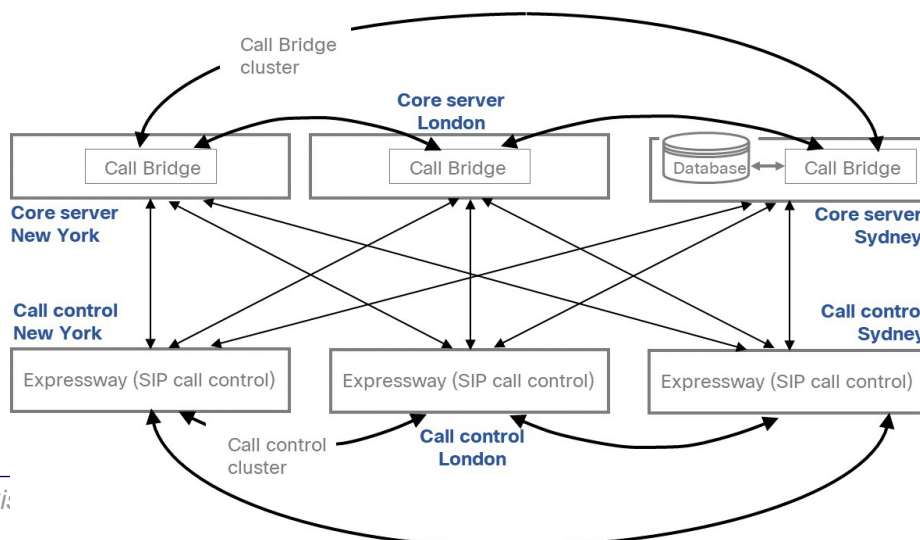 Call Bridge
cluster
Core server
London
Call Bridge
Call Bridge
Database
Call Bridge
Core server
New York
Core server
Sydney
Call control
New York
Call contro
Sydney
Expressway (SIP call control)
Expressway (SIP call control)
Expressway (SIP call control)
Call control
cluster
Call control
London